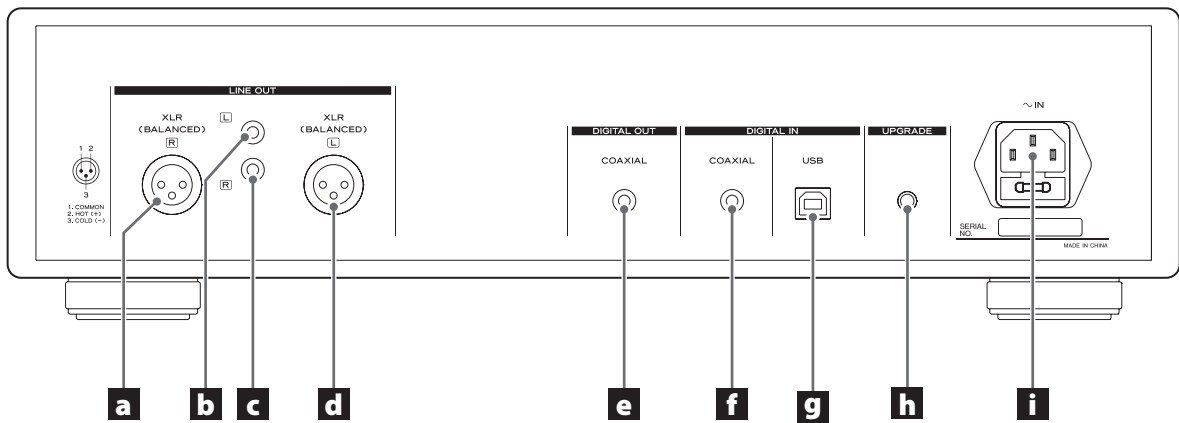 LINE OUT
XLR
(BALANCED)
R
L
R
XLR
(BALANCED)
L
1 2
3
1. COMMON
2. HOT (+)
3. COLD (−)
DIGITAL OUT
COAXIAL
DIGITAL IN
COAXIAL
USB
UPGRADE
∼ IN
SERIAL
NO.
MADE IN CHINA
a b c d e f g h i